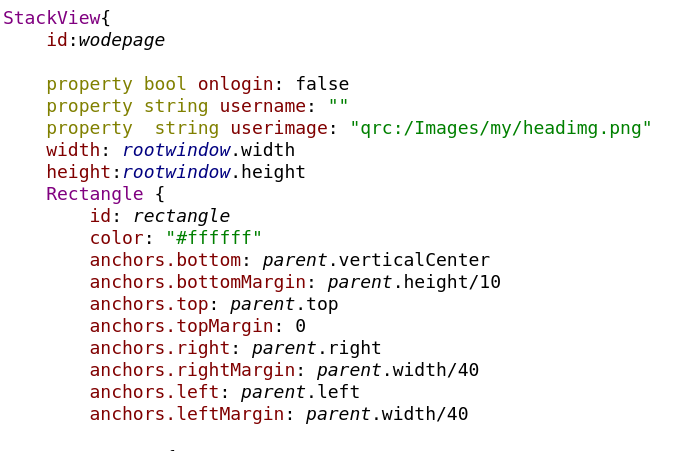 StackView{
    id:wodepage

    property bool onlogin: false
    property string username: ""
    property  string userimage: "qrc:/Images/my/headimg.png"
    width: rootwindow.width
    height:rootwindow.height
    Rectangle {
        id: rectangle
        color: "#ffffff"
        anchors.bottom: parent.verticalCenter
        anchors.bottomMargin: parent.height/10
        anchors.top: parent.top
        anchors.topMargin: 0
        anchors.right: parent.right
        anchors.rightMargin: parent.width/40
        anchors.left: parent.left
        anchors.leftMargin: parent.width/40